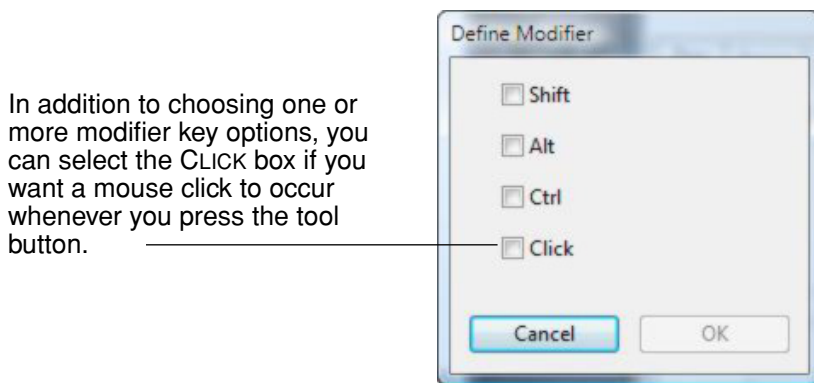 In addition to choosing one or
more modifier key options, you
can select the CLICK box if you
want a mouse click to occur
whenever you press the tool
button.
Define Modifier
Shift
Alt
Ctrl
Click
Cancel
OK